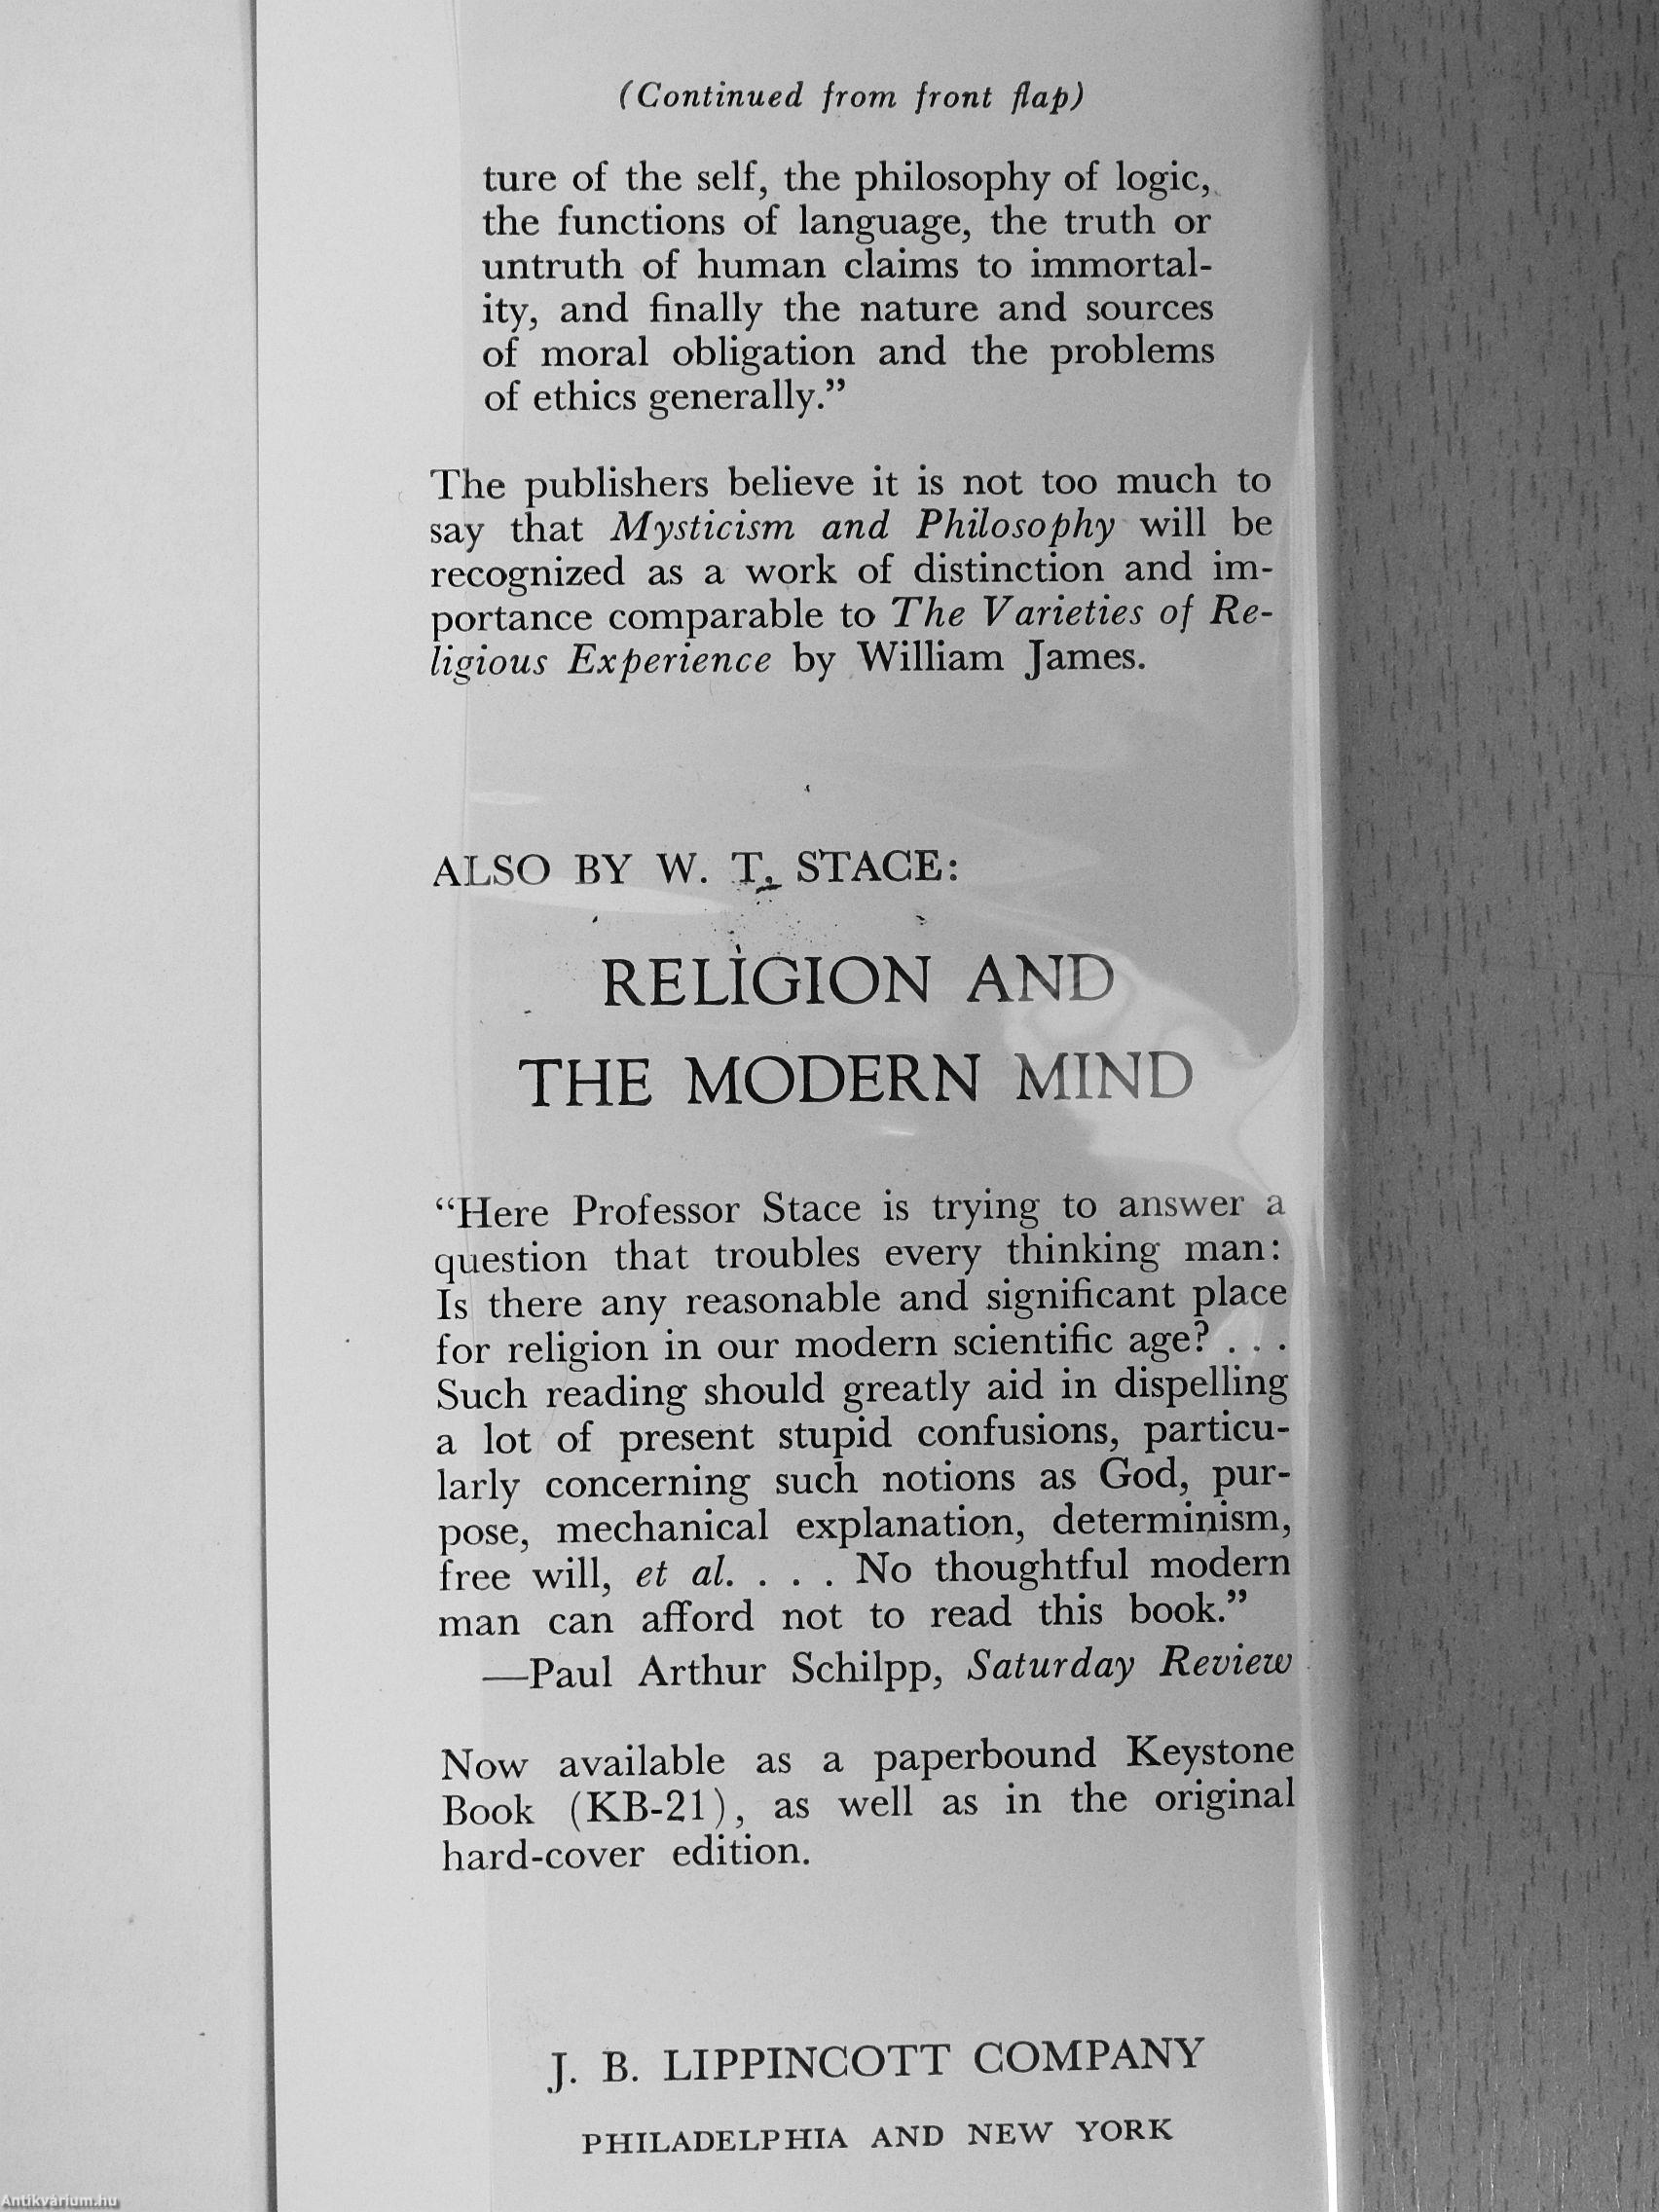 (Continued from front flap)
ture of the self, the philosophy of logic,
the functions of language, the truth or
untruth of human claims to immortal-
ity, and finally the nature and sources
of moral obligation and the problems
of ethics generally.”
The publishers believe it is not too much to
say that Mysticism and Philosophy will be
recognized as a work of distinction and im-
portance comparable to The Varieties of Re-
ligious Experience by William James.
ALSO BY W. T. STACE:
RELIGION AND
THE MODERN MIND
“Here Professor Stace is trying to answer a
question that troubles every thinking man:
Is there any reasonable and significant place
for religion in our modern scientific age? . . .
Such reading should greatly aid in dispelling
a lot of present stupid confusions, particu-
larly concerning such notions as God, pur-
pose, mechanical explanation, determinism,
free will, et al. . . . No thoughtful modern
man can afford not to read this book.”
—Paul Arthur Schilpp, Saturday Review
Now available as a paperbound Keystone
Book (KB-21), as well as in the original
hard-cover edition.
J. B. LIPPINCOTT COMPANY
PHILADELPHIA AND NEW YORK
Antikvárium.hu